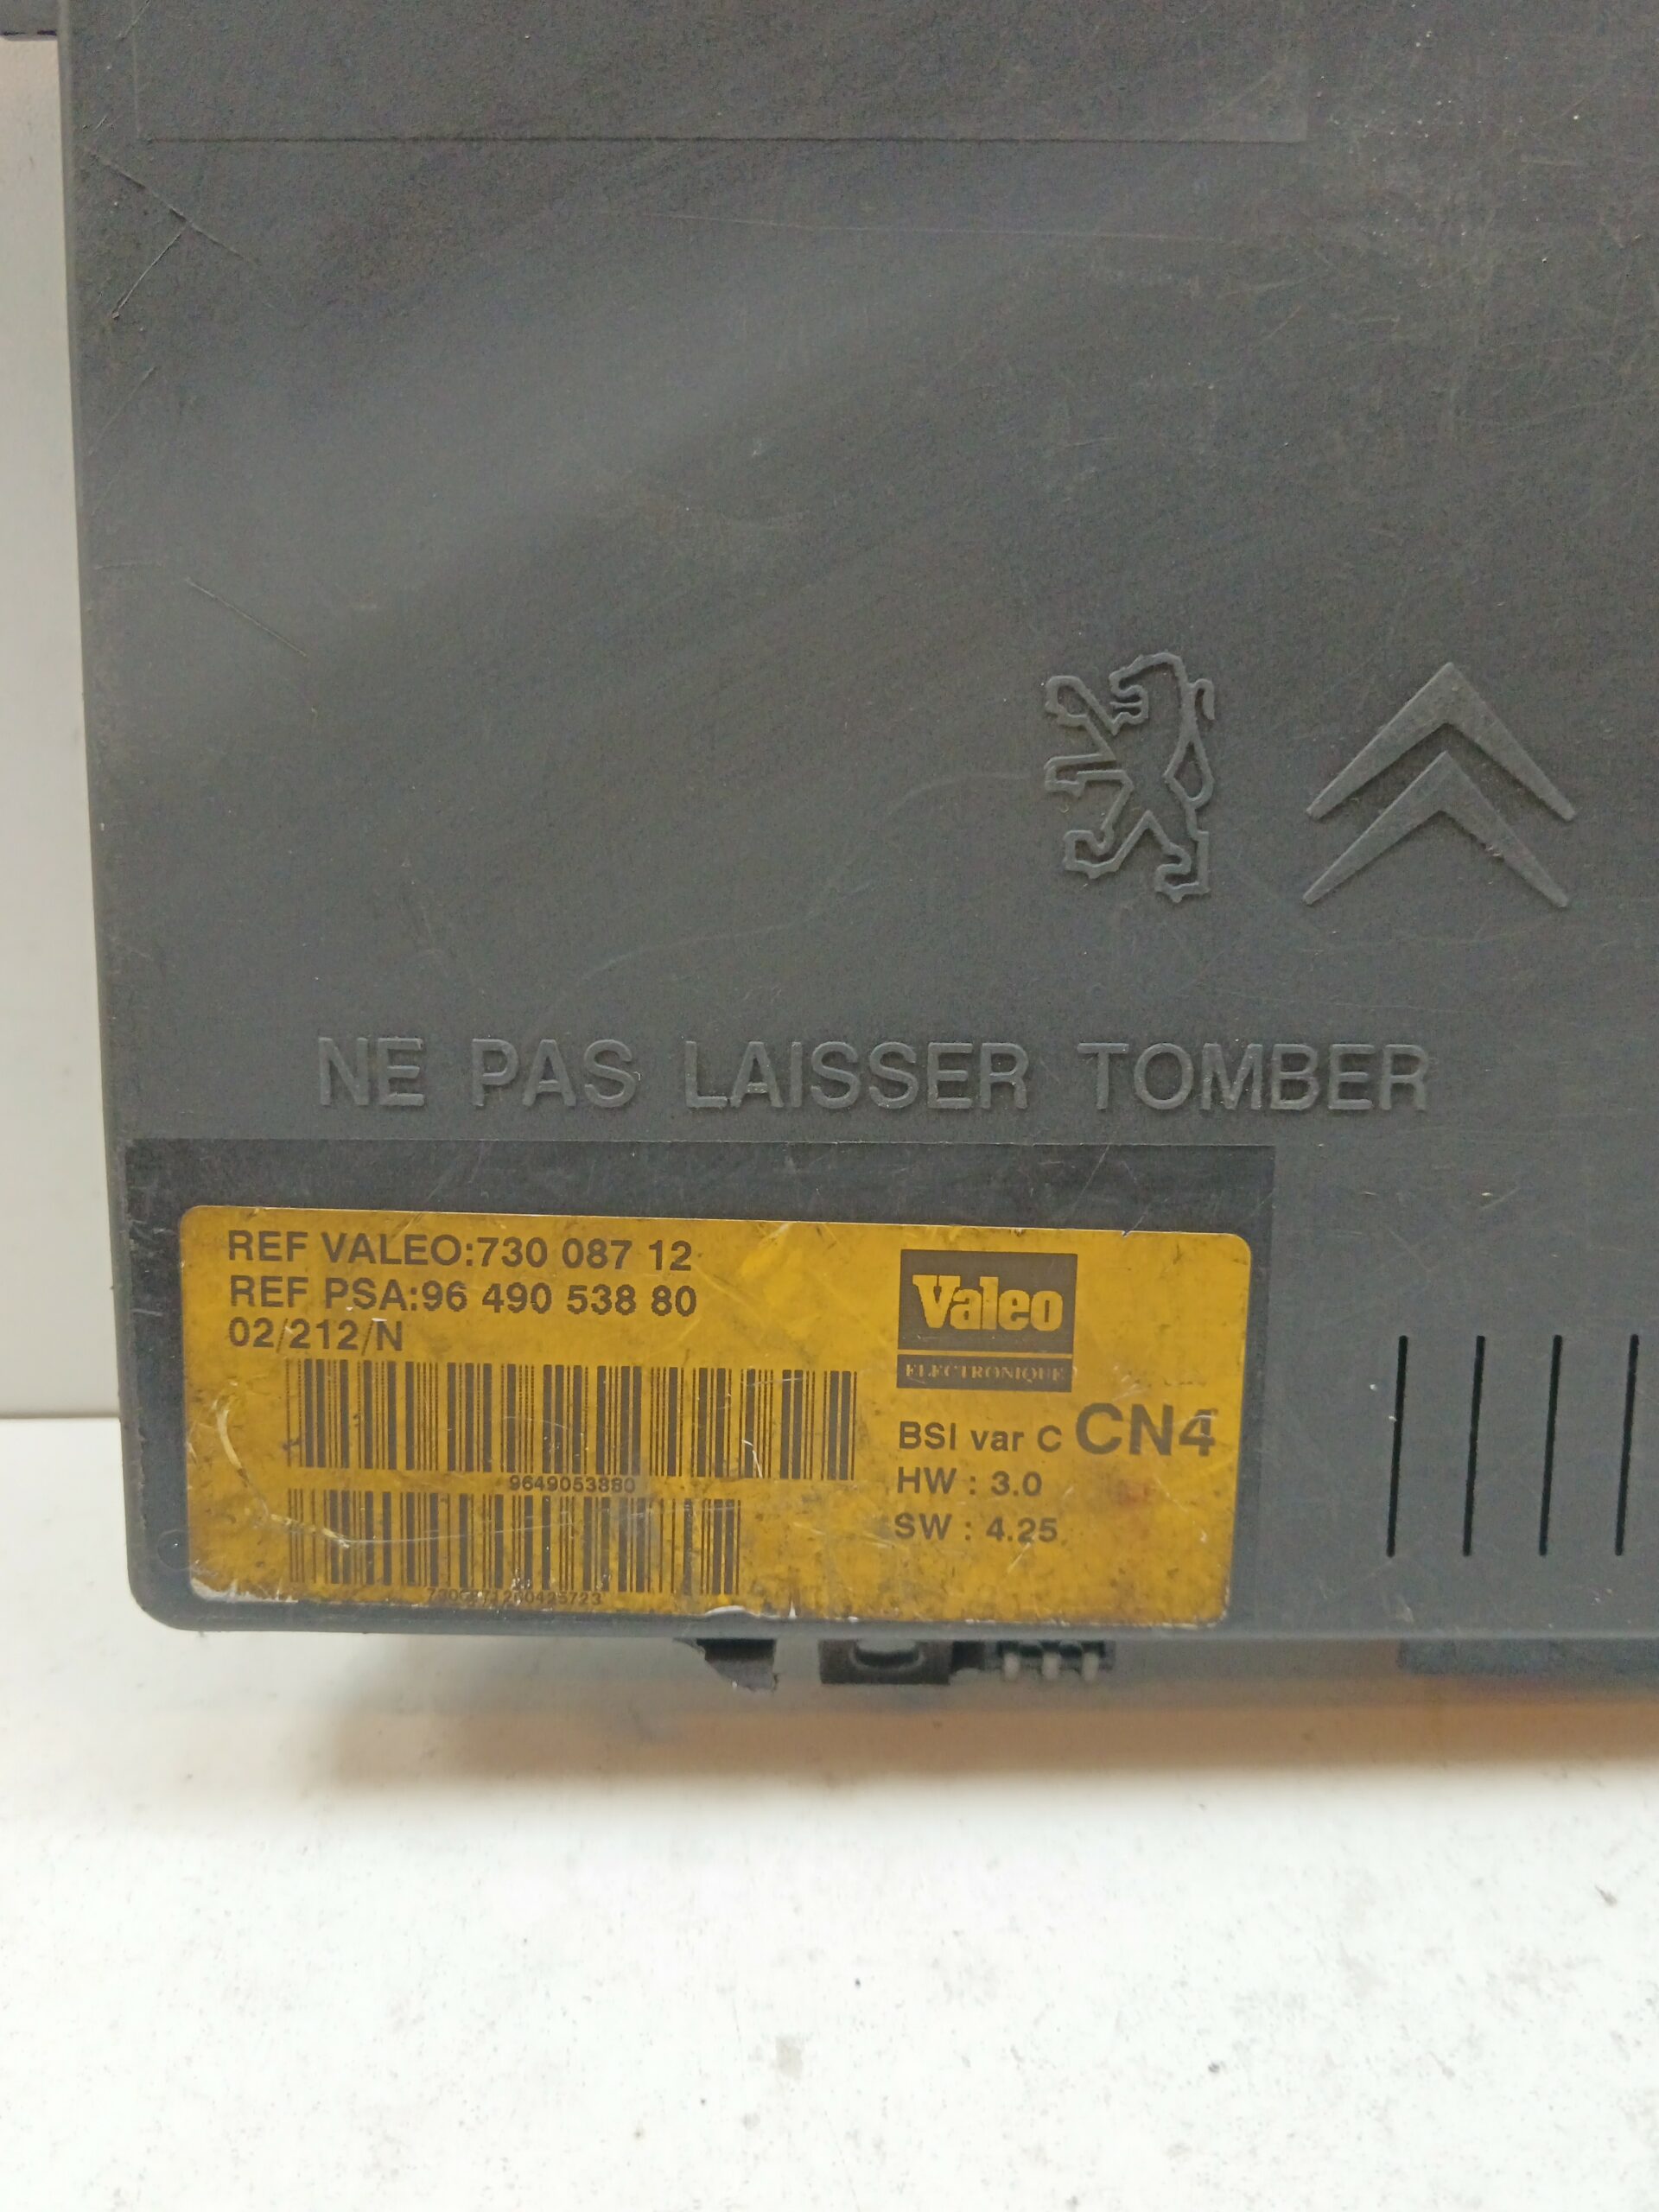 NE PAS LAISSER TOMBER
REF VALEO:730 087 12
REF PSA:96 490 538 80
02/212/N
9649053880
Valeo
ELECTRONIQUE
BSI var C CN4
HW : 3.0
SW : 4.25